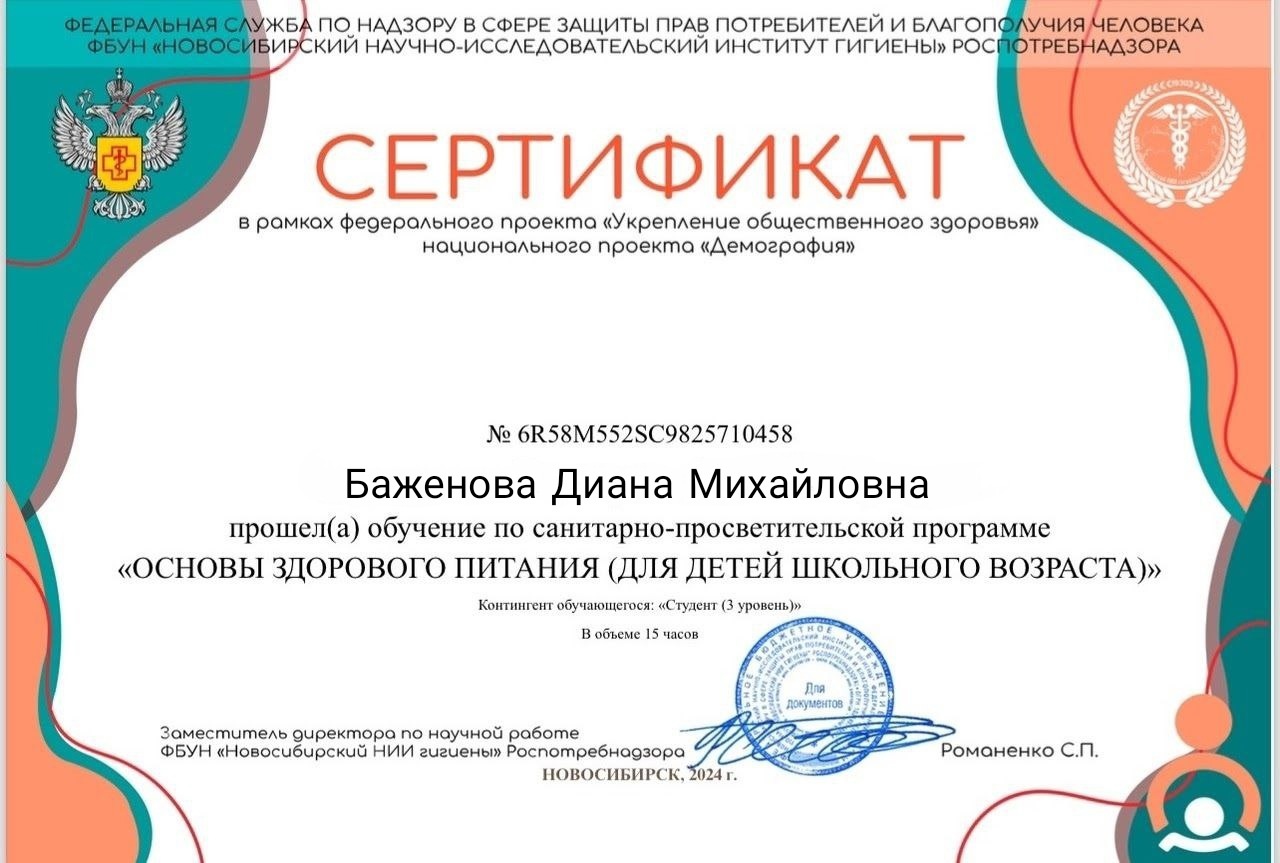 ФЕДЕРАЛЬНАЯ СЛУЖБА ПО НАДЗОРУ В СФЕРЕ ЗАЩИТЫ ПРАВ ПОТРЕБИТЕЛЕЙ И БЛАГОПОЛУЧИЯ ЧЕЛОВЕКА
ФБУН «НОВОСИБИРСКИЙ НАУЧНО-ИССЛЕДОВАТЕЛЬСКИЙ ИНСТИТУТ ГИГИЕНЫ» РОСПОТРЕБНАДЗОРА
СЕРТИФИКАТ
в рамках федерального проекта «Укрепление общественного здоровья»
национального проекта «Демография»
№ 6R58M552SC9825710458
Баженова Диана Михайловна
прошел(а) обучение по санитарно-просветительской программе
«ОСНОВЫ ЗДОРОВОГО ПИТАНИЯ (ДЛЯ ДЕТЕЙ ШКОЛЬНОГО ВОЗРАСТА)»
Контингент обучающегося: «Студент (3 уровень)»
В объеме 15 часов
Для
документов
Заместитель директора по научной работе
ФБУН «Новосибирский НИИ гигиены» Роспотребнадзора
Романенко С.П.
НОВОСИБИРСК, 2024 г.